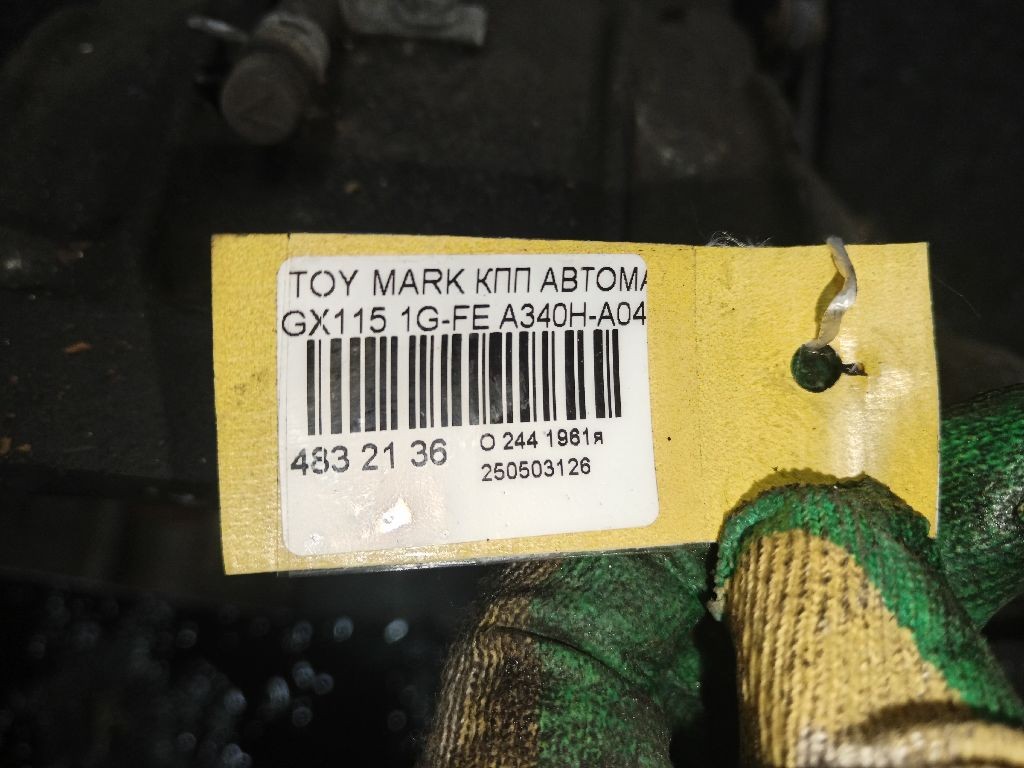 TOY MARK КПП АВТОМА
GX115 1G-FE A340H-A04
483 21 36
О 244 1961я
250503126